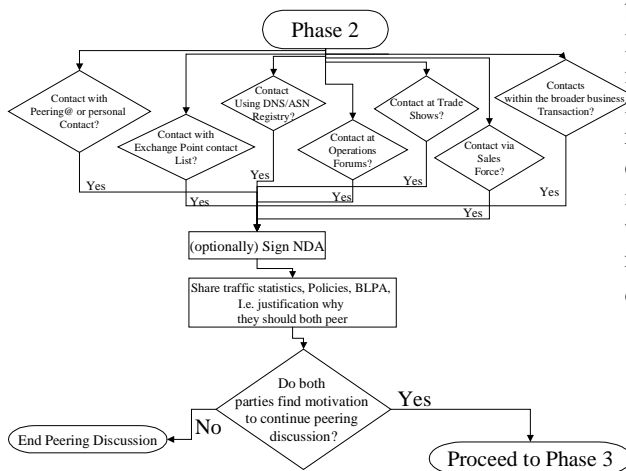 Phase 2
Contact with
Peering@ or personal
Contact?
Contact with
Exchange Point contact
List?
Contact
Using DNS/ASN
Registry?
Contact at
Operations
Forums?
Contact at Trade
Shows?
Contact via
Sales
Force?
Contacts
within the broader business
Transaction?
Yes
Yes
Yes
Yes
Yes
Yes
Yes
(optionally) Sign NDA
Share traffic statistics, Policies, BLPA,
I.e. justification why
they should both peer
Do both
parties find motivation
to continue peering
discussion?
No
Yes
End Peering Discussion
Proceed to Phase 3